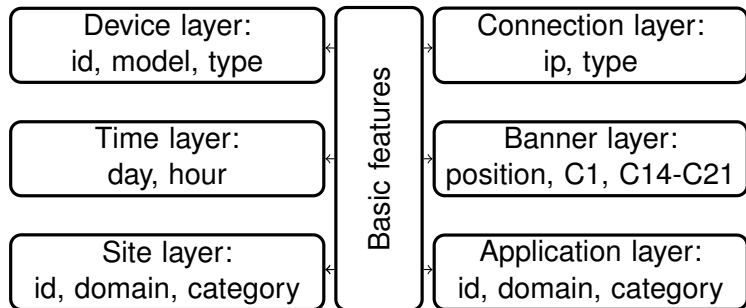 Device layer:
id, model, type
Connection layer:
ip, type
Time layer:
day, hour
Basic features
Banner layer:
position, C1, C14-C21
Site layer:
id, domain, category
Application layer:
id, domain, category